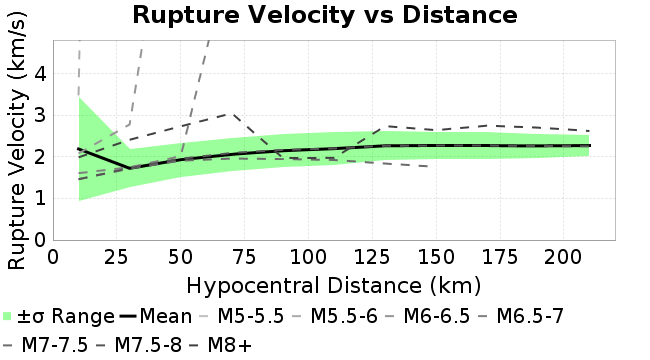 Rupture Velocity vs Distance
Rupture Velocity (km/s)
4
3
2
1
0
0 25 50 75 100 125 150 175 200
Hypocentral Distance (km)
±σ Range Mean M5-5.5 M5.5-6 M6-6.5 M6.5-7
M7-7.5 M7.5-8 M8+